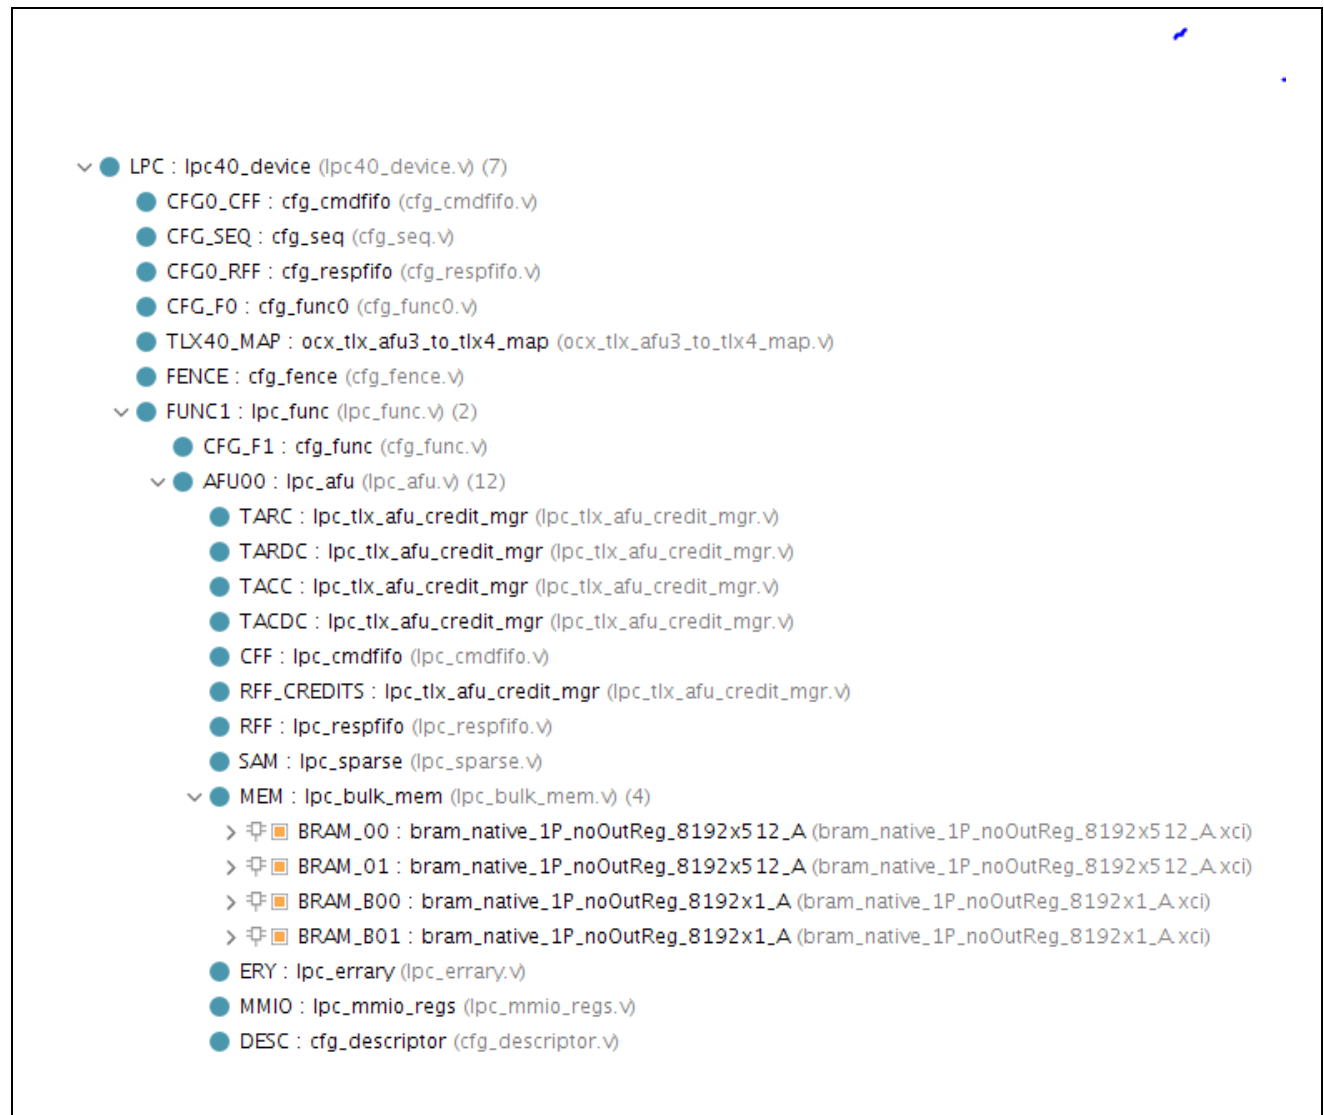 LPC : lpc40_device (lpc40_device.v) (7)
CFG0_CFF : cfg_cmdfifo (cfg_cmdfifo.v)
CFG_SEQ : cfg_seq (cfg_seq.v)
CFG0_RFF : cfg_respfifo (cfg_respfifo.v)
CFG_F0 : cfg_func0 (cfg_func0.v)
TLX40_MAP : ocx_tlx_afu3_to_tlx4_map (ocx_tlx_afu3_to_tlx4_map.v)
FENCE : cfg_fence (cfg_fence.v)
FUNC1 : lpc_func (lpc_func.v) (2)
CFG_F1 : cfg_func (cfg_func.v)
AFU00 : lpc_afu (lpc_afu.v) (12)
TARC : lpc_tlx_afu_credit_mgr (lpc_tlx_afu_credit_mgr.v)
TARDC : lpc_tlx_afu_credit_mgr (lpc_tlx_afu_credit_mgr.v)
TACC : lpc_tlx_afu_credit_mgr (lpc_tlx_afu_credit_mgr.v)
TACDC : lpc_tlx_afu_credit_mgr (lpc_tlx_afu_credit_mgr.v)
CFF : lpc_cmdfifo (lpc_cmdfifo.v)
RFF_CREDITS : lpc_tlx_afu_credit_mgr (lpc_tlx_afu_credit_mgr.v)
RFF : lpc_respfifo (lpc_respfifo.v)
SAM : lpc_sparse (lpc_sparse.v)
MEM : lpc_bulk_mem (lpc_bulk_mem.v) (4)
BRAM_00 : bram_native_1P_noOutReg_8192x512_A (bram_native_1P_noOutReg_8192x512_A.xci)
BRAM_01 : bram_native_1P_noOutReg_8192x512_A (bram_native_1P_noOutReg_8192x512_A.xci)
BRAM_B00 : bram_native_1P_noOutReg_8192x1_A (bram_native_1P_noOutReg_8192x1_A.xci)
BRAM_B01 : bram_native_1P_noOutReg_8192x1_A (bram_native_1P_noOutReg_8192x1_A.xci)
ERY : lpc_errary (lpc_errary.v)
MMIO : lpc_mmio_regs (lpc_mmio_regs.v)
DESC : cfg_descriptor (cfg_descriptor.v)